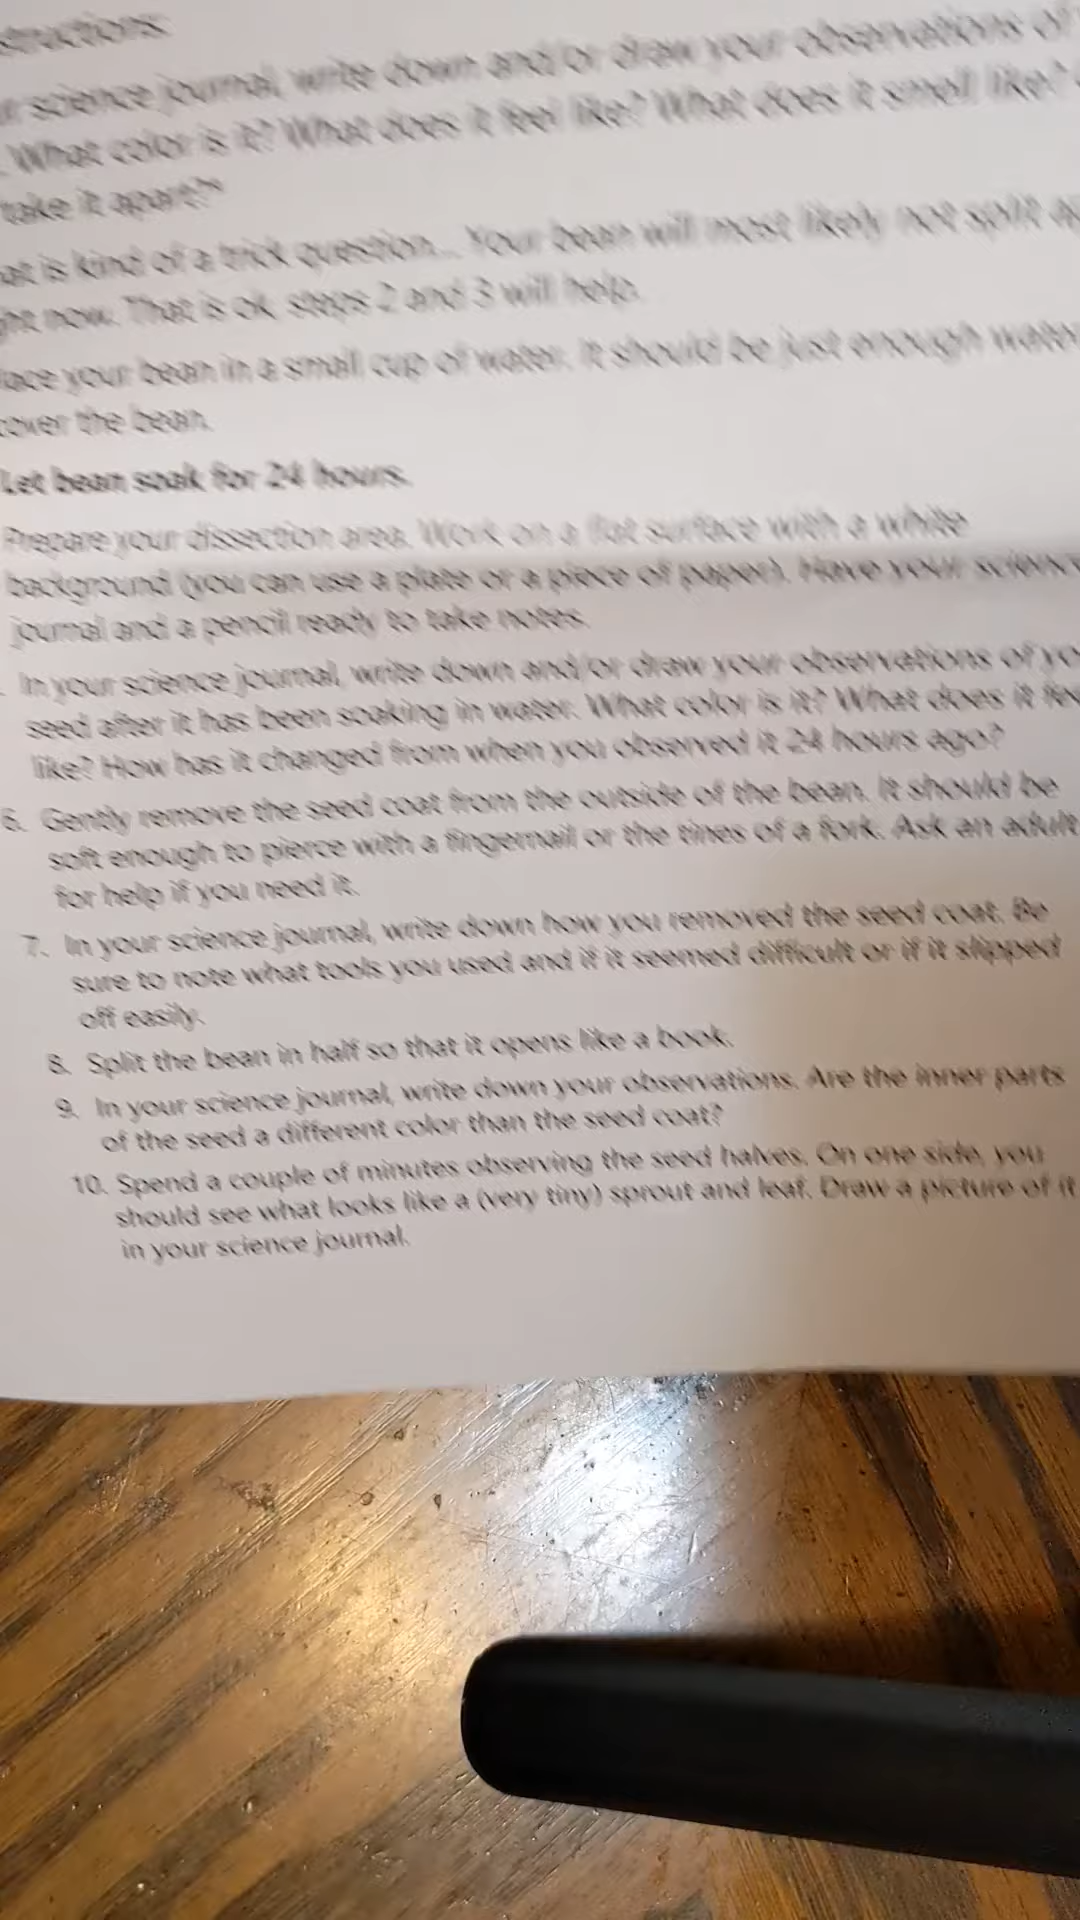 structions:
r science journal, write down and/or draw your observations of
. What color is it? What does it feel like? What does it smell like?
take it apart?*
at is kind of a trick question... Your bean will most likely not split ap
ght now. That is ok, steps 2 and 3 will help.
lace your bean in a small cup of water. It should be just enough water
cover the bean.
Let bean soak for 24 hours.
Prepare your dissection area. Work on a flat surface with a white
background (you can use a plate or a piece of paper). Have your science
journal and a pencil ready to take notes.
. In your science journal, write down and/or draw your observations of yo
seed after it has been soaking in water. What color is it? What does it fee
like? How has it changed from when you observed it 24 hours ago?
6. Gently remove the seed coat from the outside of the bean. It should be
soft enough to pierce with a fingernail or the tines of a fork. Ask an adult
for help if you need it.
7. In your science journal, write down how you removed the seed coat. Be
sure to note what tools you used and if it seemed difficult or if it slipped
off easily.
8. Split the bean in half so that it opens like a book.
9. In your science journal, write down your observations. Are the inner parts
of the seed a different color than the seed coat?
10. Spend a couple of minutes observing the seed halves. On one side, you
should see what looks like a (very tiny) sprout and leaf. Draw a picture of it
in your science journal.